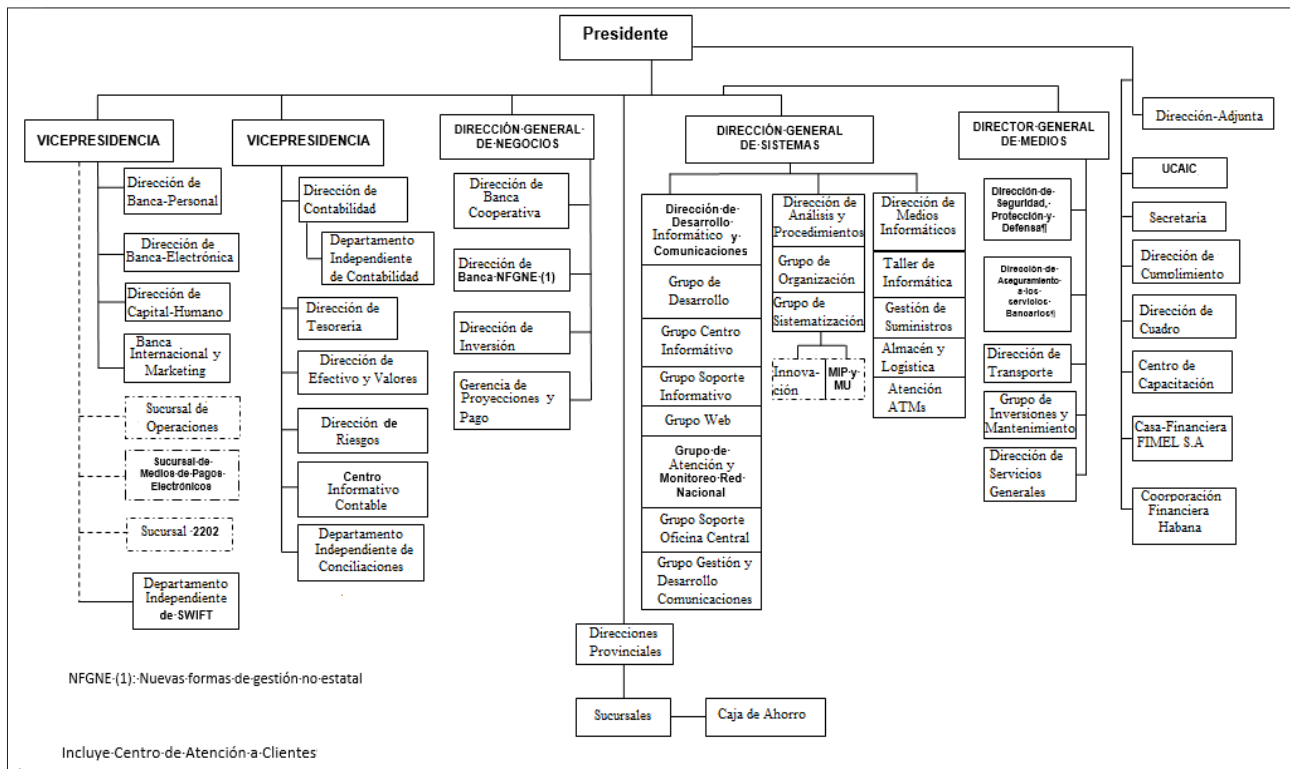 Presidente
Dirección-Adjunta
VICEPRESIDENCIA
VICEPRESIDENCIA
DIRECCIÓN·GENERAL·
DE·NEGOCIOS
DIRECCIÓN·GENERAL
DE·SISTEMAS
DIRECTOR·GENERAL
DE·MEDIOS
Dirección de
Banca-Personal
Dirección de
Banca-Electrónica
Dirección de
Capital-Humano
Banca
Internacional y
Marketing
Sucursal de
Operaciones
Sucursal·de·
Medios·de·Pagos·
Electrónicos
Sucursal ·2202
Departamento
Independiente
de·SWIFT
Dirección de
Contabilidad
Departamento
Independiente
de Contabilidad
Dirección de
Tesorería
Dirección de
Efectivo y Valores
Dirección de
Riesgos
Centro
Informativo
Contable
Departamento
Independiente de
Conciliaciones
Dirección de
Banca
Cooperativa
Dirección de
Banca·NFGNE·(1)
Dirección de
Inversión
Gerencia de
Proyecciones y
Pago
Dirección·de·
Desarrollo
Informático y
Comunicaciones
Grupo de
Desarrollo
Grupo Centro
Informátivo
Grupo Soporte
Informativo
Grupo Web
Grupo·de·
Atención y
Monitoreo·Red·
Nacional
Grupo Soporte
Oficina Central
Grupo Gestión y
Desarrollo
Comunicaciones
Dirección de
Análisis y
Procedimientos
Grupo de
Organización
Grupo de
Sistematización
Innova-
ción
MIP·y·
MU
Dirección de
Medios
Informáticos
Taller de
Informática
Gestión de
Suministros
Almacén y
Logistica
Atención
ATMs
Dirección·de·
Seguridad,·
Protección·y·
Defensa¶
Dirección·de·
Aseguramiento
a·los·
servicios·
Bancarios¶
Dirección de
Transporte
Grupo de
Inversiones y
Mantenimiento
Dirección de
Servicios
Generales
UCAIC
Secretaria
Dirección de
Cumplimiento
Dirección de
Cuadro
Centro de
Capacitación
Casa-Financiera
FIMEL S.A
Coorporación
Financiera
Habana
Direcciones
Provinciales
Sucursales
Caja de Ahorro
NFGNE·(1):·Nuevas·formas·de·gestión·no·estatal
Incluye·Centro·de·Atención·a·Clientes